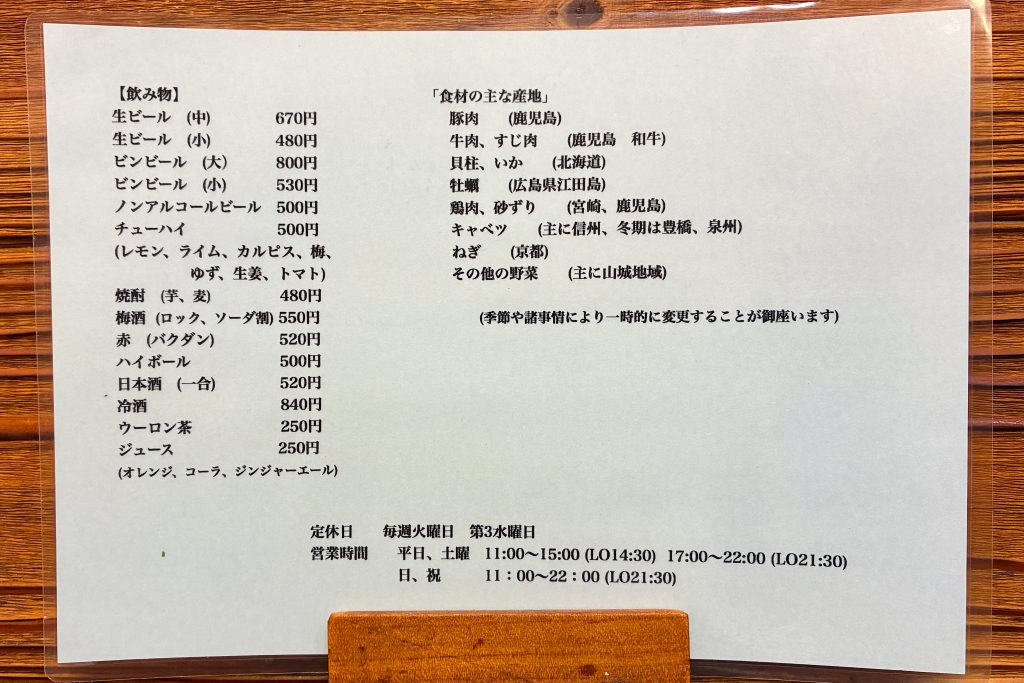 【飲み物】
生ビール (中) 670円
生ビール (小) 480円
ビンビール (大) 800円
ビンビール (小) 530円
ノンアルコールビール 500円
チューハイ 500円
(レモン、ライム、カルピス、梅、
ゆず、生姜、トマト)
焼酎 (芋、麦) 480円
梅酒 (ロック、ソーダ割) 550円
赤 (バクダン) 520円
ハイボール 500円
日本酒 (一合) 520円
冷酒 840円
ウーロン茶 250円
ジュース 250円
(オレンジ、コーラ、ジンジャーエール)
「食材の主な産地」
豚肉 (鹿児島)
牛肉、すじ肉 (鹿児島 和牛)
貝柱、いか (北海道)
牡蠣 (広島県江田島)
鶏肉、砂ずり (宮崎、鹿児島)
キャベツ (主に信州、冬期は豊橋、泉州)
ねぎ (京都)
その他の野菜 (主に山城地域)
(季節や諸事情により一時的に変更することが御座います)
定休日 毎週火曜日 第3水曜日
営業時間 平日、土曜 11:00〜15:00 (LO14:30) 17:00〜22:00 (LO21:30)
日、祝 11：00〜22：00 (LO21:30)